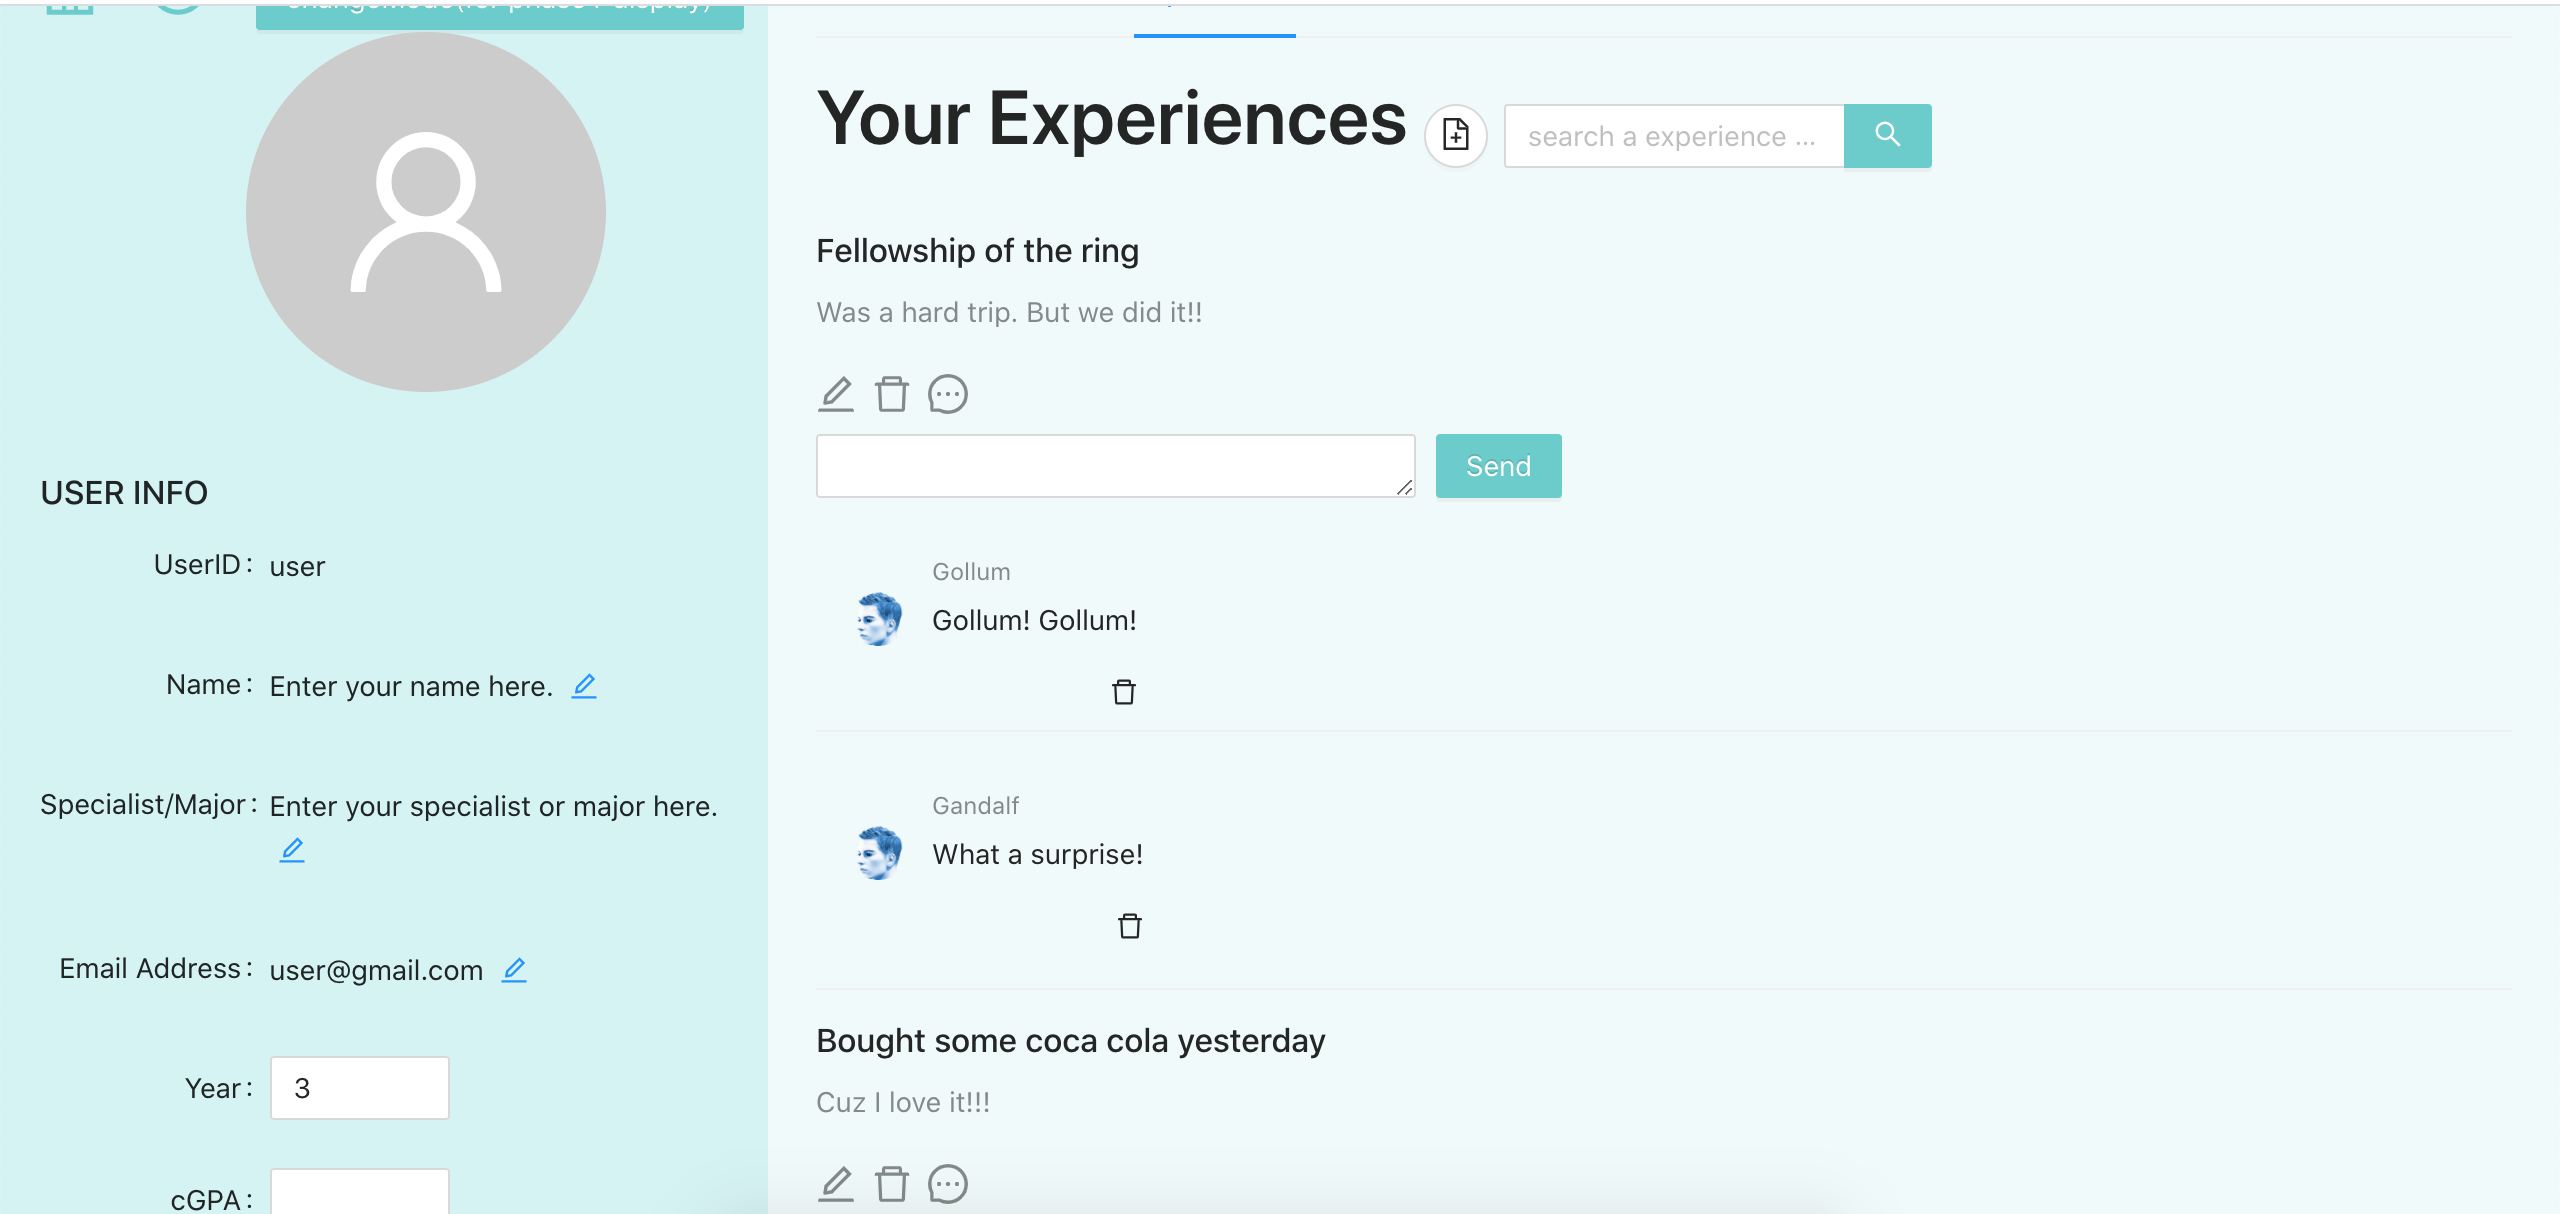 USER INFO
UserID: user
Name: Enter your name here.
Specialist/Major: Enter your specialist or major here.
Email Address: user@gmail.com
Year: 3
cGPA:
Your Experiences
search a experience ...
Fellowship of the ring
Was a hard trip. But we did it!!
Send
Gollum
Gollum! Gollum!
Gandalf
What a surprise!
Bought some coca cola yesterday
Cuz I love it!!!